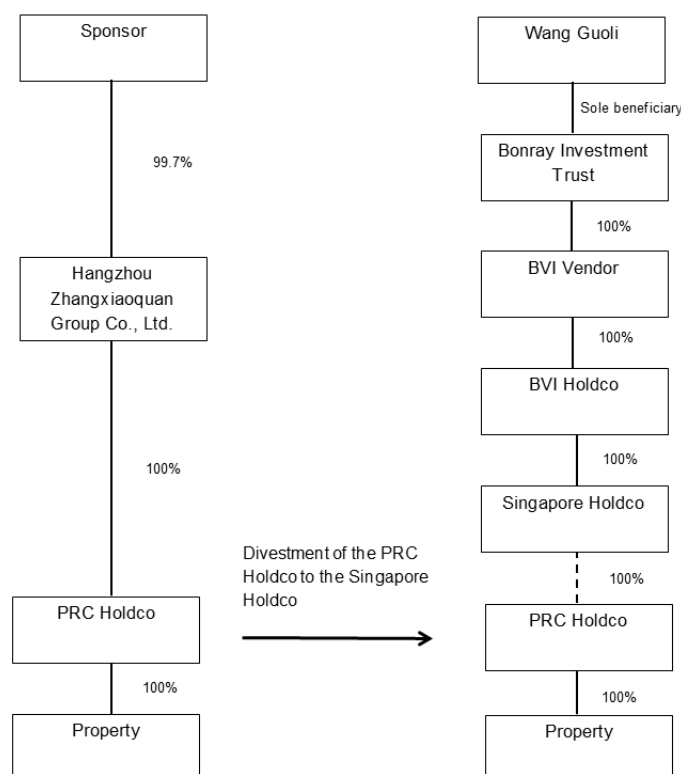 Sponsor
99.7%
Hangzhou
Zhangxiaoquan
Group Co., Ltd.
100%
PRC Holdco
100%
Property
Divestment of the PRC
Holdco to the Singapore
Holdco
Wang Guoli
Sole beneficiary
Bonray Investment
Trust
100%
BVI Vendor
100%
BVI Holdco
100%
Singapore Holdco
100%
PRC Holdco
100%
Property